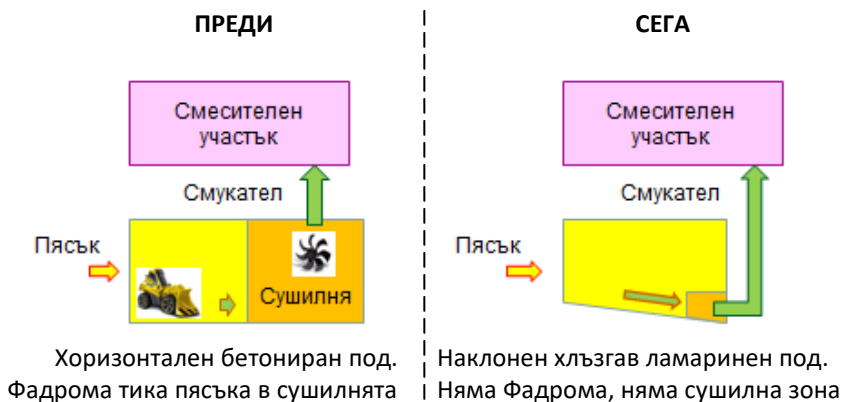 ПРЕДИ
Смесителен
участък
Смукател
Пясък
Сушилня
Хоризонтален бетониран под.
Фадрома тика пясъка в сушилнята
СЕГА
Смесителен
участък
Смукател
Пясък
Наклонен хлъзгав ламаринен под.
Няма Фадрома, няма сушилна зона